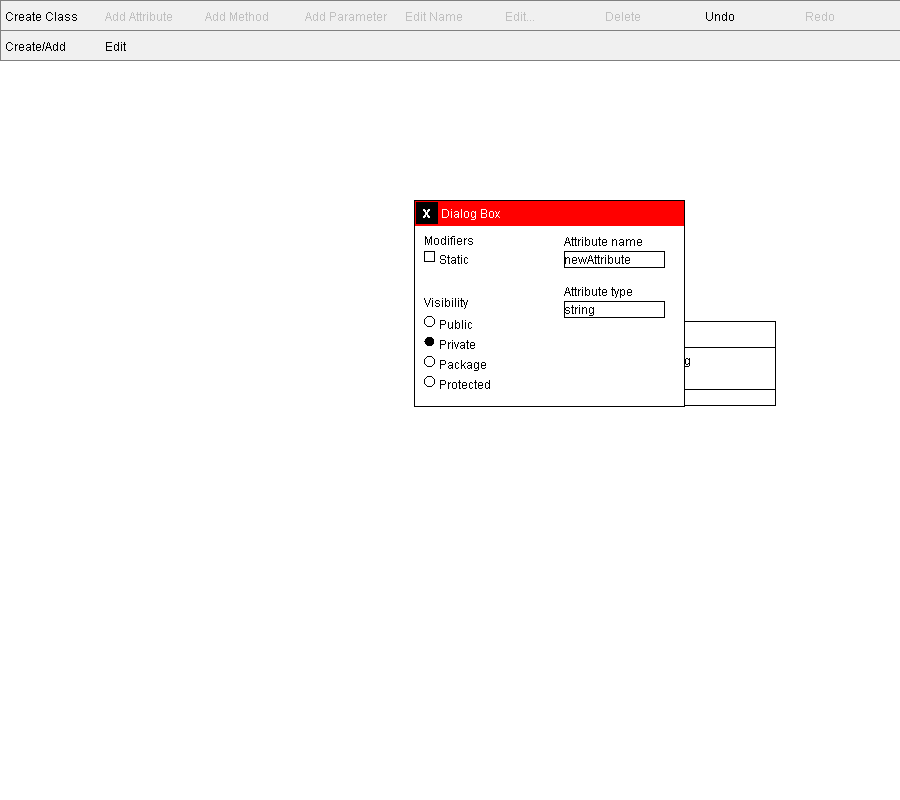 Create Class Add Attribute Add Method Add Parameter Edit Name Edit... Delete Undo Redo
Create/Add Edit
X Dialog Box
Modifiers
Static
Visibility
Public
Private
Package
Protected
Attribute name
newAttribute
Attribute type
string
g